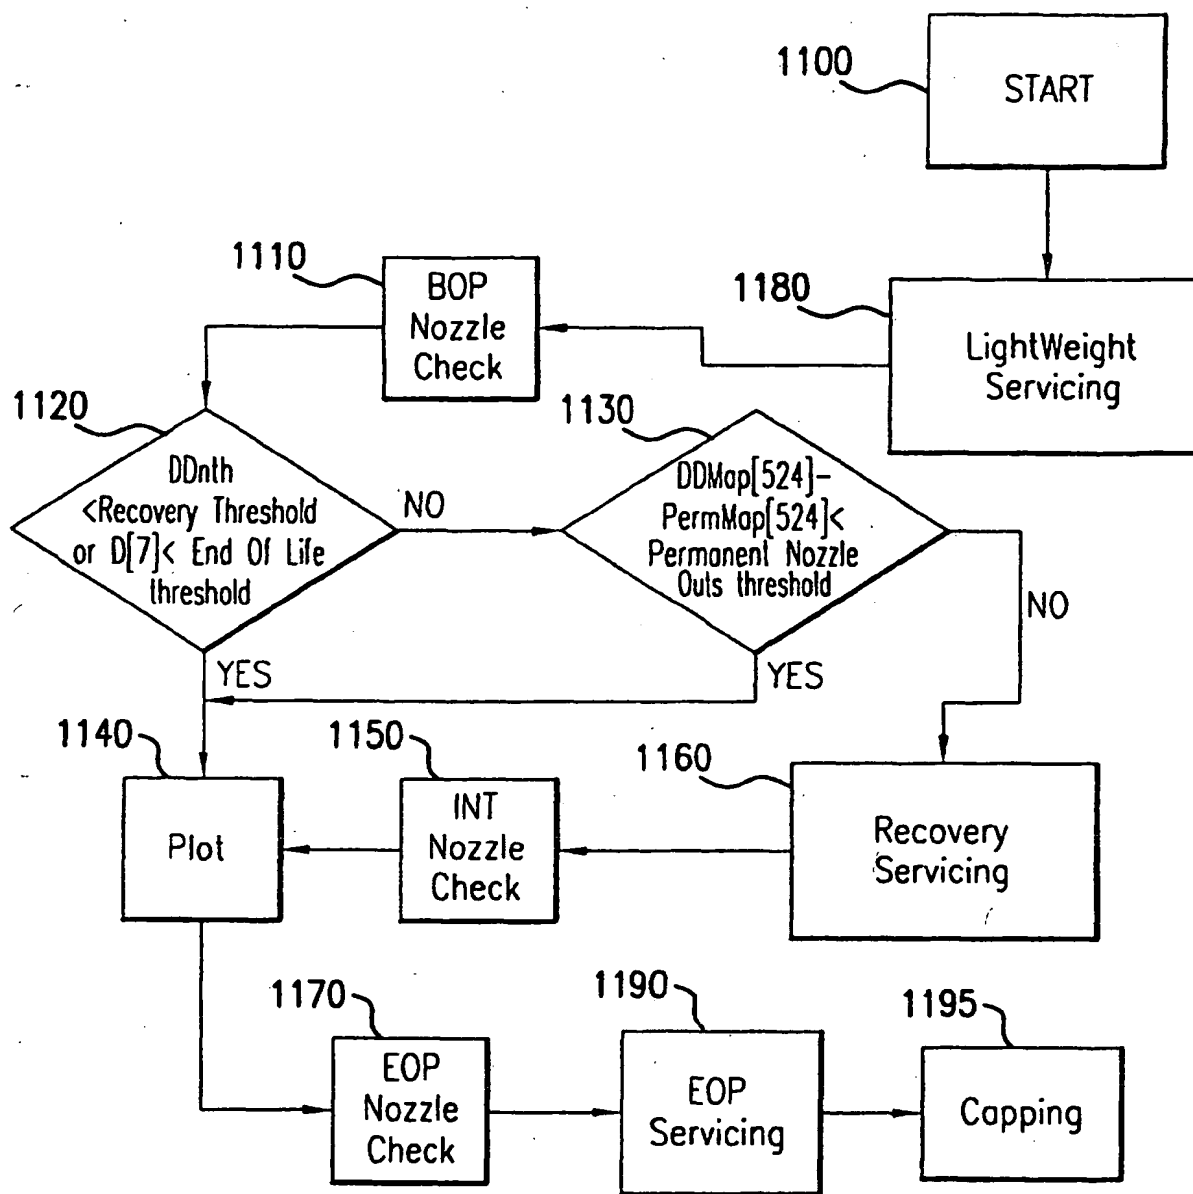 1100
START
1110
BOP
Nozzle
Check
1180
LightWeight
Servicing
1120
DDnth
<Recovery Threshold
or D[7]< End Of Life
threshold
NO
YES
1130
DDMap[524]-
PermMap[524]<
Permanent Nozzle
Outs threshold
NO
YES
1140
Plot
1150
INT
Nozzle
Check
1160
Recovery
Servicing
1170
EOP
Nozzle
Check
1190
EOP
Servicing
1195
Capping